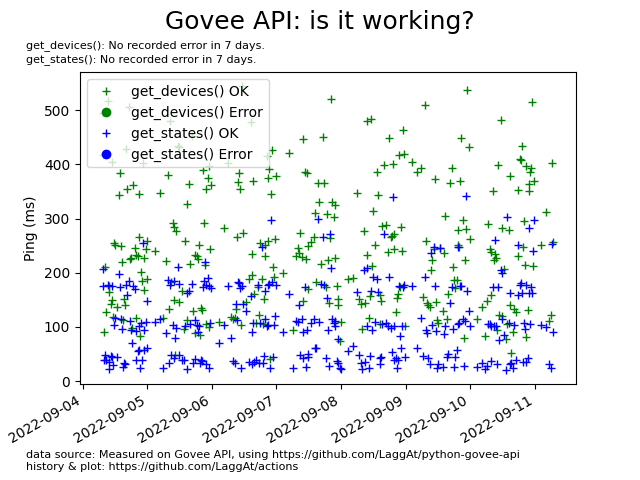 Govee API: is it working?
get_devices(): No recorded error in 7 days.
get_states(): No recorded error in 7 days.
get_devices() OK
get_devices() Error
get_states() OK
get_states() Error
Ping (ms)
500
400
300
200
100
0
2022-09-04
2022-09-05
2022-09-06
2022-09-07
2022-09-08
2022-09-09
2022-09-10
2022-09-11
data source: Measured on Govee API, using https://github.com/LaggAt/python-govee-api
history & plot: https://github.com/LaggAt/actions